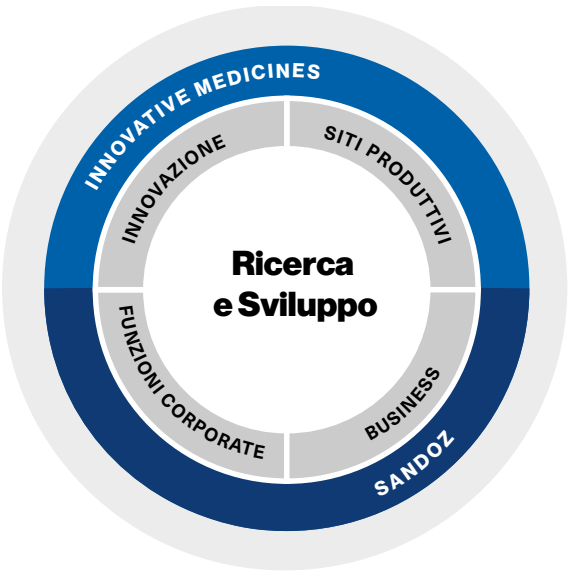 INNOVATIVE MEDICINES
INNOVAZIONE
SITI PRODUTTIVI
Ricerca
e Sviluppo
FUNZIONI CORPORATE
BUSINESS
SANDOZ